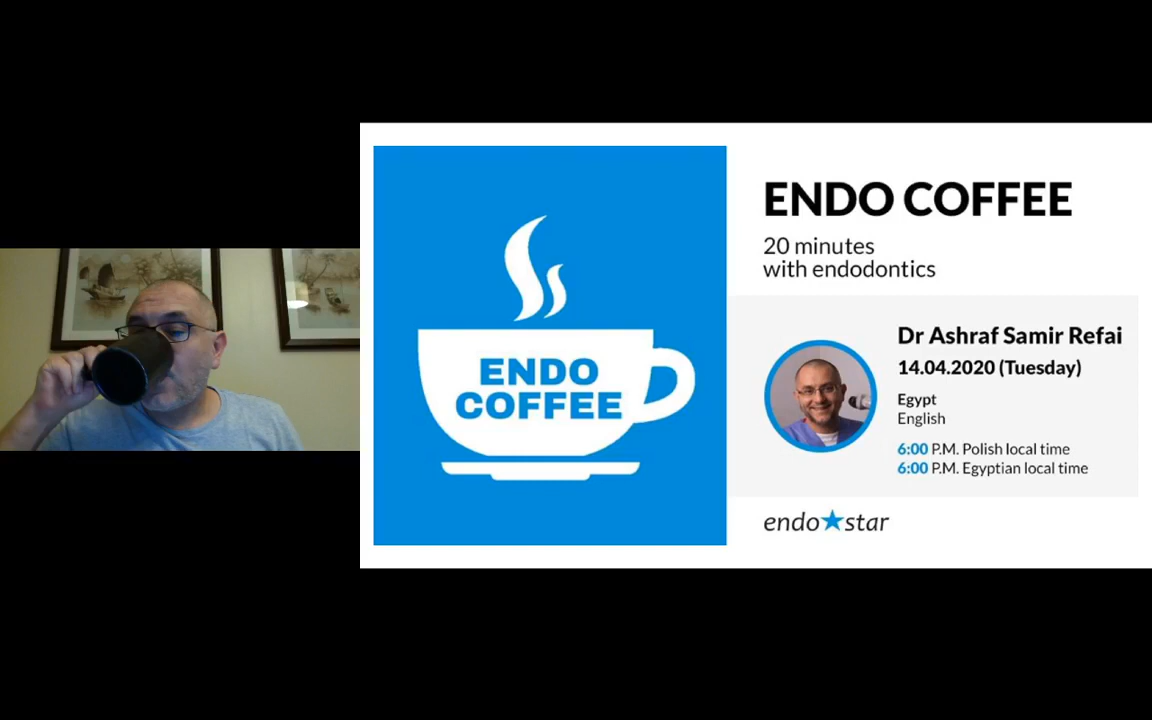 ENDO
COFFEE
ENDO COFFEE
20 minutes
with endodontics
Dr Ashraf Samir Refai
14.04.2020 (Tuesday)
Egypt
English
6:00 P.M. Polish local time
6:00 P.M. Egyptian local time
endo★star